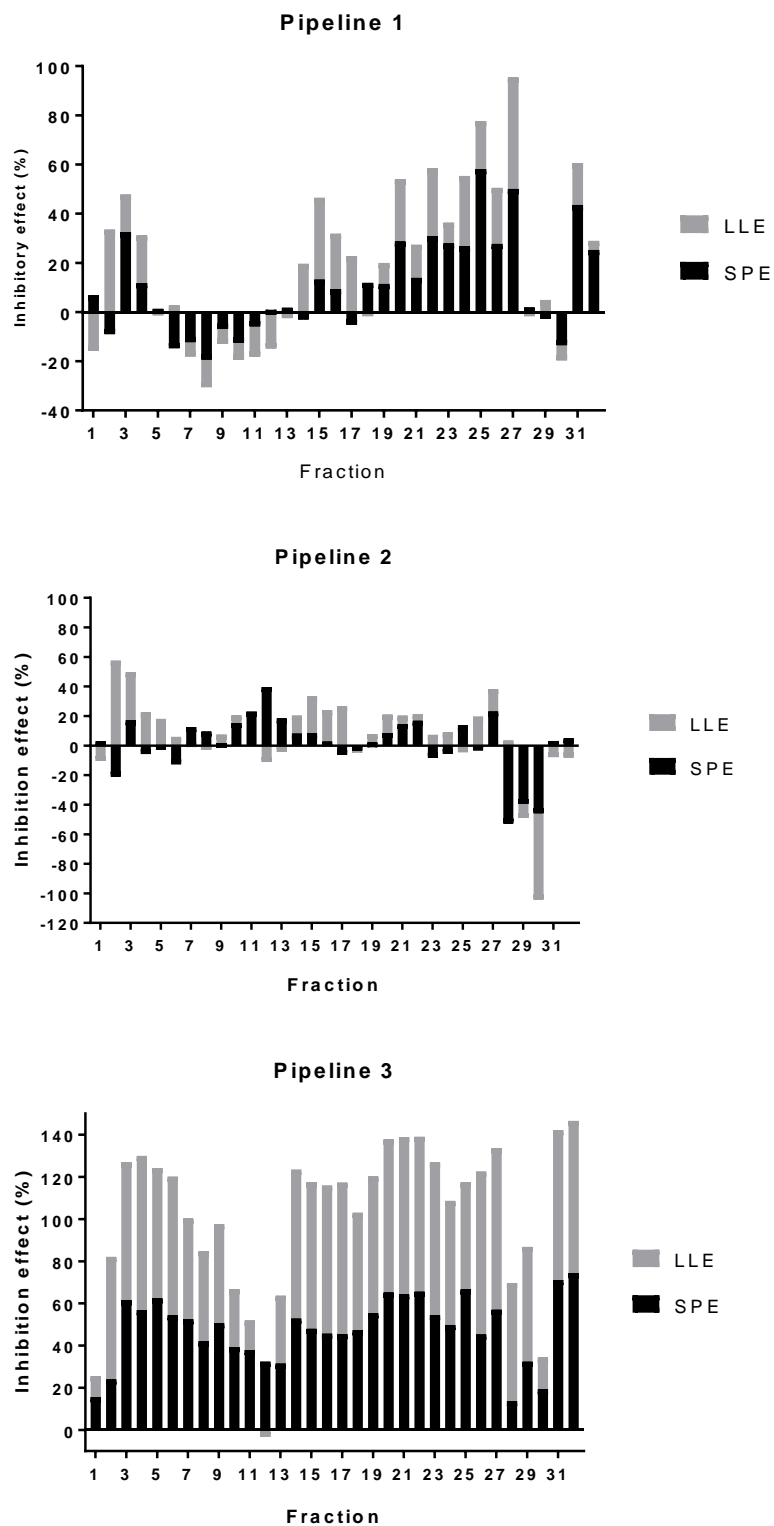 Pipeline 1
Inhibitory effect (%)
100
80
60
40
20
0
-20
-40
1 3 5 7 9 11 13 15 17 19 21 23 25 27 29 31
Fraction
LLE
SPE
Pipeline 2
Inhibition effect (%)
100
80
60
40
20
0
-20
-40
-60
-80
-100
-120
1 3 5 7 9 11 13 15 17 19 21 23 25 27 29 31
Fraction
LLE
SPE
Pipeline 3
Inhibition effect (%)
140
120
100
80
60
40
20
0
1 3 5 7 9 11 13 15 17 19 21 23 25 27 29 31
Fraction
LLE
SPE